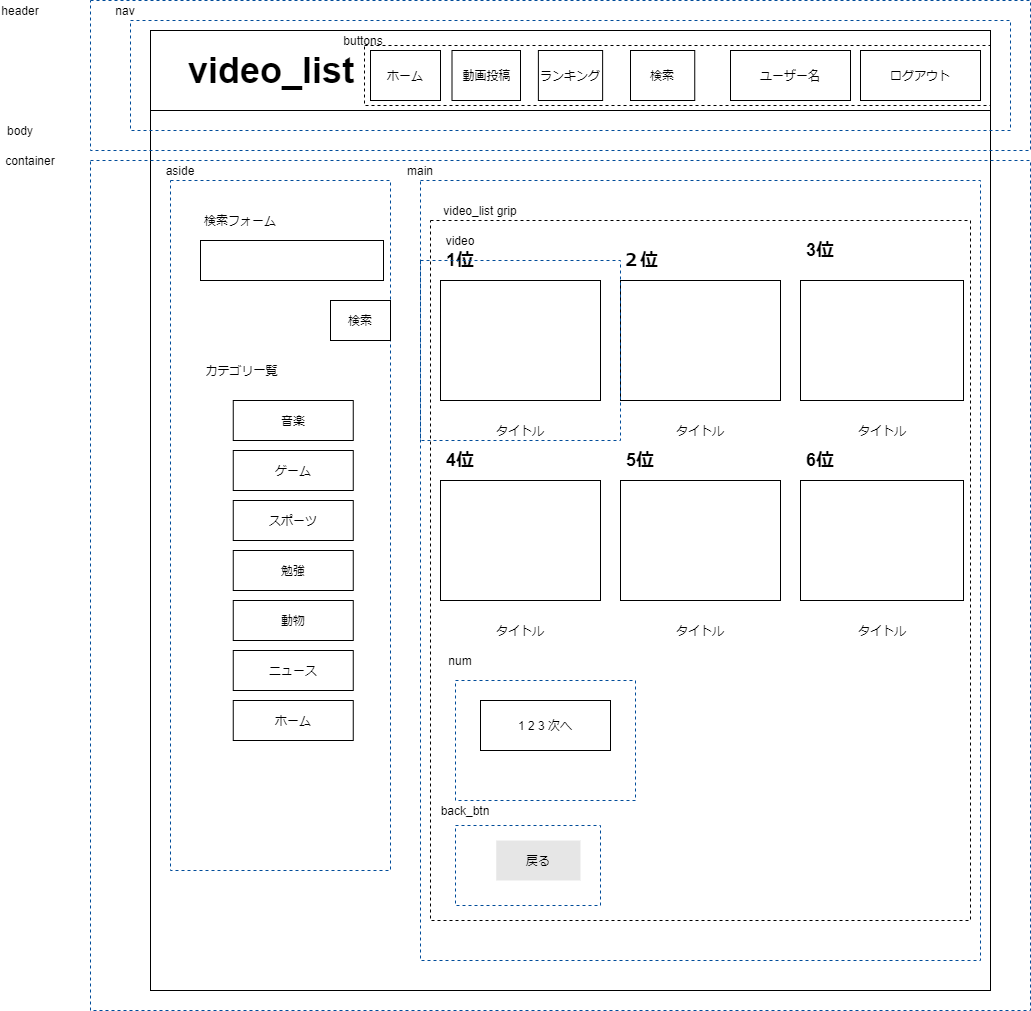 header
nav
buttons
video_list
ホーム
動画投稿
ランキング
検索
ユーザー名
ログアウト
body
container
aside
main
検索フォーム
検索
カテゴリ一覧
音楽
ゲーム
スポーツ
勉強
動物
ニュース
ホーム
video_list grip
video
1位
２位
3位
タイトル
タイトル
タイトル
4位
5位
6位
タイトル
タイトル
タイトル
num
1 2 3 次へ
back_btn
戻る